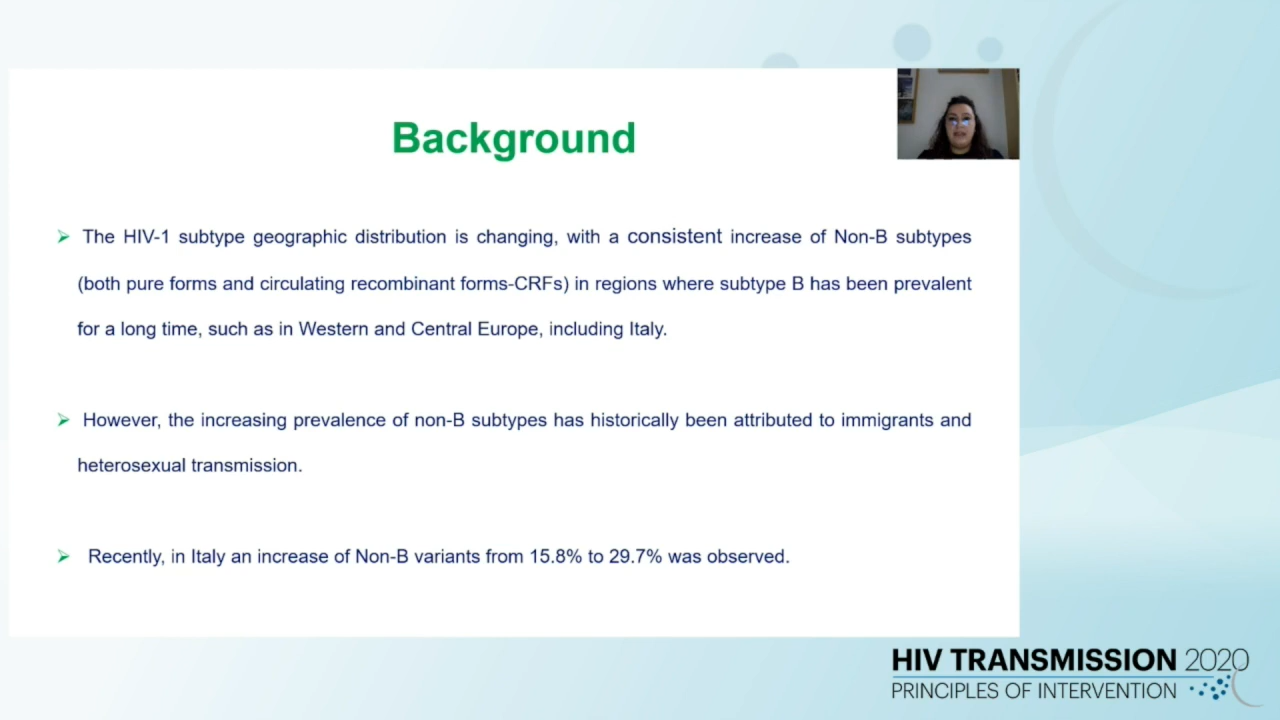 Background
➢ The HIV-1 subtype geographic distribution is changing, with a consistent increase of Non-B subtypes
(both pure forms and circulating recombinant forms-CRFs) in regions where subtype B has been prevalent
for a long time, such as in Western and Central Europe, including Italy.
➢ However, the increasing prevalence of non-B subtypes has historically been attributed to immigrants and
heterosexual transmission.
➢ Recently, in Italy an increase of Non-B variants from 15.8% to 29.7% was observed.
HIV TRANSMISSION 2020
PRINCIPLES OF INTERVENTION